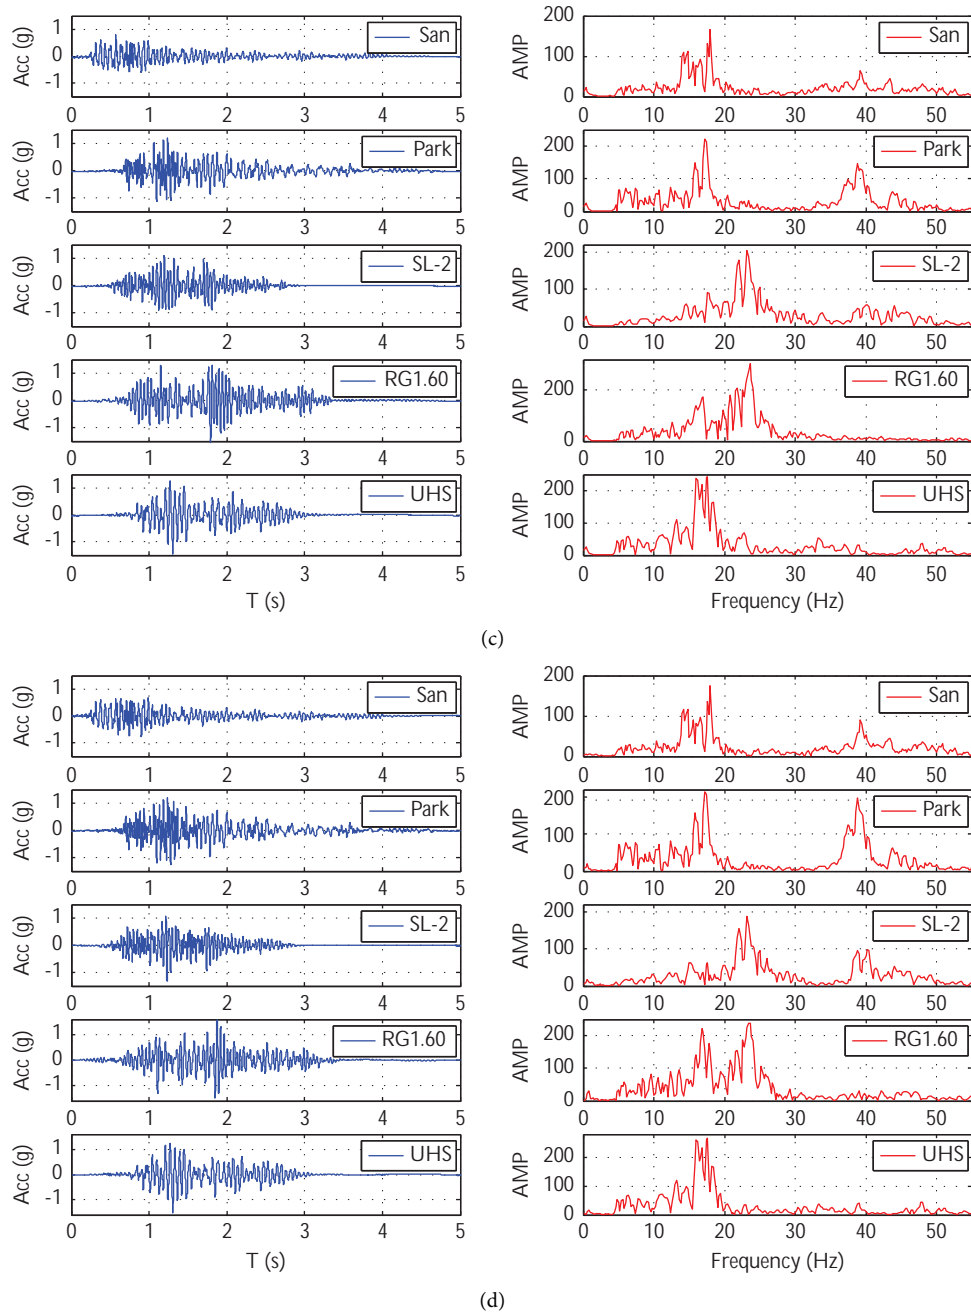 Acc (g) 1 0 -1 San 0 1 2 3 4 5
AMP 200 100 0 San 0 10 20 30 40 50
Acc (g) 1 0 -1 Park 0 1 2 3 4 5
AMP 200 100 0 Park 0 10 20 30 40 50
Acc (g) 1 0 -1 SL-2 0 1 2 3 4 5
AMP 200 100 0 SL-2 0 10 20 30 40 50
Acc (g) 1 0 -1 RG1.60 0 1 2 3 4 5
AMP 200 0 RG1.60 0 10 20 30 40 50
Acc (g) 1 0 -1 UHS 0 1 2 3 4 5
T (s)
AMP 200 100 0 UHS 0 10 20 30 40 50
Frequency (Hz)
(c)
Acc (g) 1 0 -1 San 0 1 2 3 4 5
AMP 200 100 0 San 0 10 20 30 40 50
Acc (g) 1 0 -1 Park 0 1 2 3 4 5
AMP 200 100 0 Park 0 10 20 30 40 50
Acc (g) 1 0 -1 SL-2 0 1 2 3 4 5
AMP 200 100 0 SL-2 0 10 20 30 40 50
Acc (g) 1 0 -1 RG1.60 0 1 2 3 4 5
AMP 200 100 0 RG1.60 0 10 20 30 40 50
Acc (g) 1 0 -1 UHS 0 1 2 3 4 5
T (s)
AMP 200 100 0 UHS 0 10 20 30 40 50
Frequency (Hz)
(d)